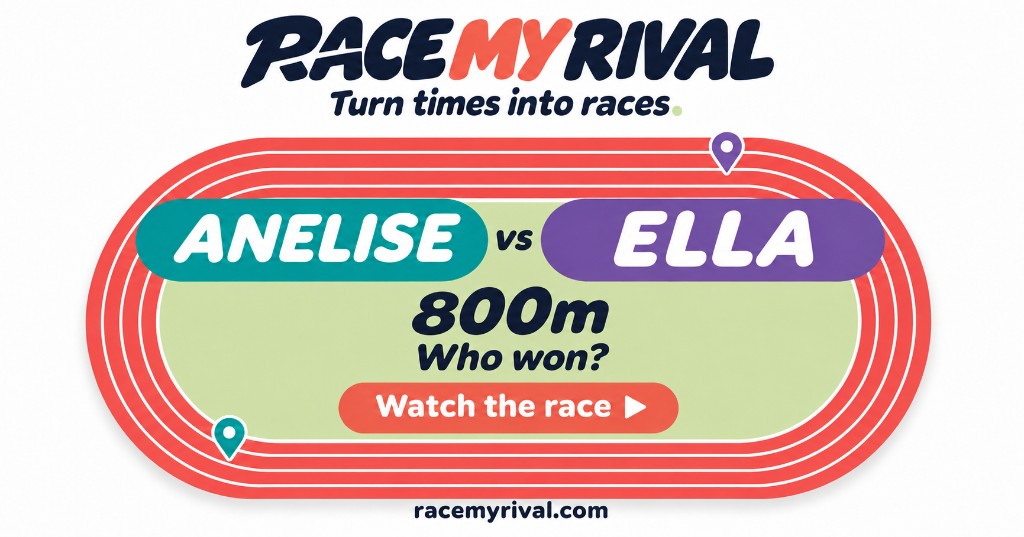 RACEMYRIVAL
Turn times into races.
ANELISE vs ELLA
800m
Who won?
Watch the race
racemyrival.com